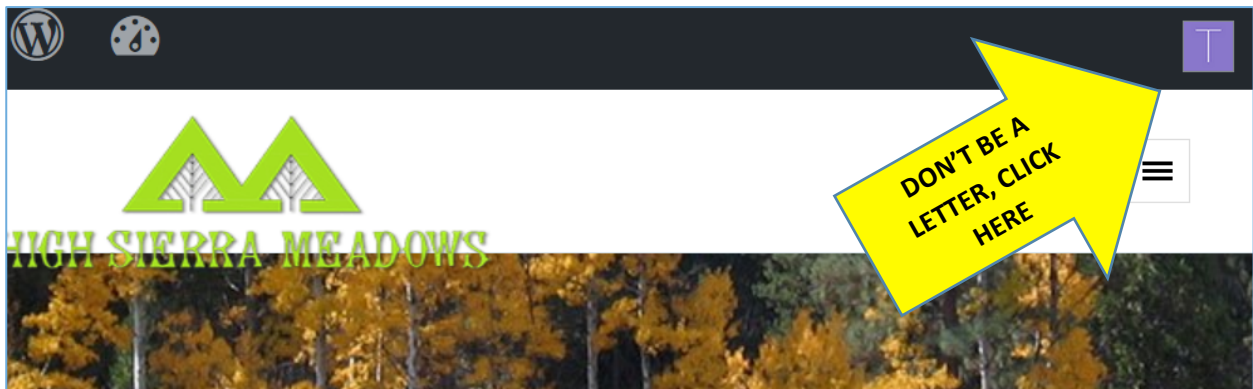 T
DON'T BE A
LETTER, CLICK
HERE
HIGH SIERRA MEADOWS